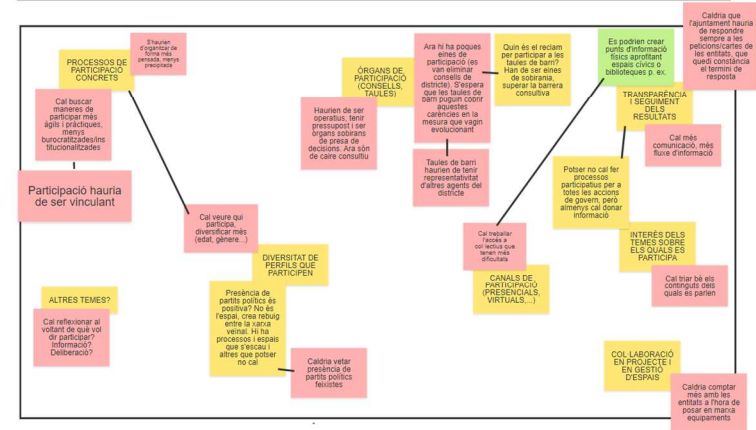 PROCESSOS DE
PARTICIPACIÓ
CONCRETS
S'haurien
d'organitzar de
forma més
pensada, menys
precipitada
Cal buscar
maneres de
participar més
àgils i pràctiques,
menys
burocratitzades/ins
titucionalitzades
Participació hauria
de ser vinculant
Cal veure qui
participa,
diversificar més
(edat, gènere...)
DIVERSITAT DE
PERFILS QUE
PARTICIPEN
Presència de
partits polítics és
positiva? No és
l'espai, crea rebuig
entre la xarxa
veïnal. Hi ha
processos i espais
que s'escau i
altres que potser
no cal
Caldria vetar
presència de
partits polítics
feixistes
ALTRES TEMES?
Cal reflexionar al
voltant de què vol
dir participar?
Informació?
Deliberació?
ÒRGANS DE
PARTICIPACIÓ
(CONSELLS,
TAULES)
Haurien de ser
operatius, tenir
pressupost i ser
òrgans sobirans
de presa de
decisions. Ara són
de caire consultiu
Ara hi ha poques
eines de
participació (es
van eliminar
consells de
districte). S'espera
que les taules de
barri puguin cobrir
aquestes
carències en la
mesura que vagin
evolucionant
Quin és el reclam
per participar a les
taules de barri?
Han de ser eines
de sobirania,
superar la barrera
consultiva
Taules de barri
haurien de tenir
representativitat
d'altres agents del
districte
Es podrien crear
punts d'informació
físics aprofitant
espais cívics o
biblioteques p. ex.
Caldria que
l'ajuntament hauria
de respondre
sempre a les
peticions/cartes de
les entitats, que
quedi constància
el termini de
resposta
TRANSPARÈNCIA
I SEGUIMENT
DELS
RESULTATS
Cal més
comunicació, més
fluxe d'informació
Potser no cal fer
processos
participatius per a
totes les accions
de govern, però
almenys cal donar
informació
Cal treballar
l'accés a
col·lectius que
tenen més
dificultats
CANALS DE
PARTICIPACIÓ
(PRESENCIALS,
VIRTUALS,...)
INTERÈS DELS
TEMES SOBRE
ELS QUALS ES
PARTICIPA
Cal triar bé els
continguts dels
quals es parlen
COL·LABORACIÓ
EN PROJECTE I
EN GESTIÓ
D'ESPAIS
Caldria comptar
més amb les
entitats a l'hora de
posar en marxa
equipaments